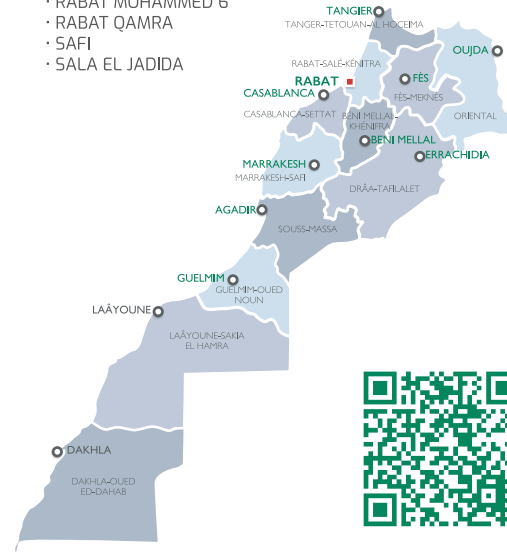 · RABAT MOHAMMED 6
· RABAT QAMRA
· SAFI
· SALA EL JADIDA
TANGIER
TANGER-TETOUAN-AL HOCEIMA
OUJDA
RABAT-SALÉ-KÉNITRA
RABAT
FÈS
CASABLANCA
FÈS-MEKNÈS
CASABLANCA-SETTAT
BENI MELLAL-
KHÉNIFRA
ORIENTAL
BENI MELLAL
ERRACHIDIA
MARRAKESH
MARRAKESH-SAFI
DRÂA-TAFILALET
AGADIR
SOUSS-MASSA
GUELMIM
GUELMIM-OUED
NOUN
LAÂYOUNE
LAÂYOUNE-SAKIA
EL HAMRA
DAKHLA
DAKHLA-OUED
ED-DAHAB